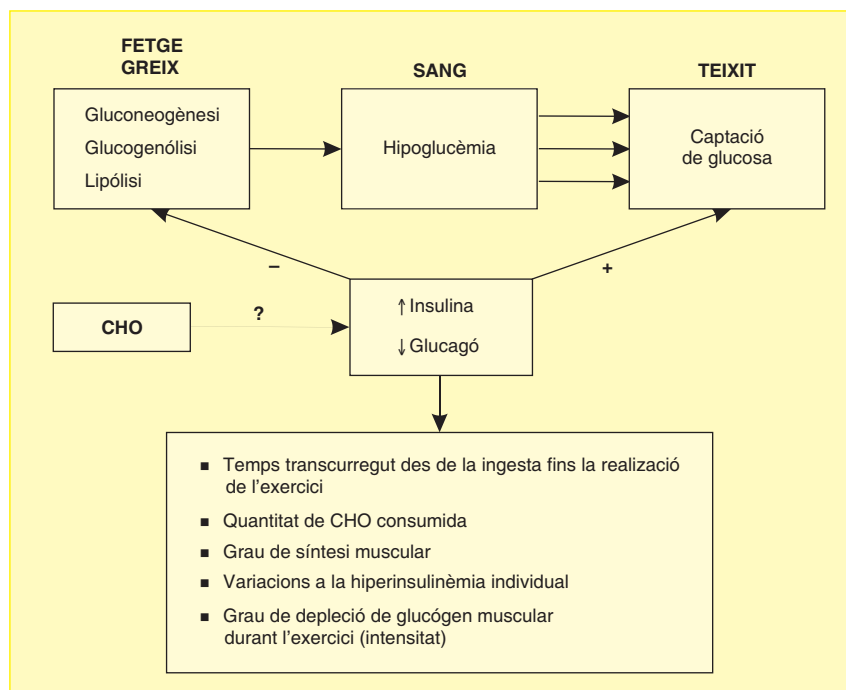 FETGE
GREIX
SANG
TEIXIT
Gluconeogènesi
Glucogenólisi
Lipólisi
Hipoglucèmia
Captació
de glucosa
–
+
CHO
?
↑ Insulina
↓ Glucagó
■ Temps transcurregut des de la ingesta fins la realizació
de l’exercici
■ Quantitat de CHO consumida
■ Grau de síntesi muscular
■ Variacions a la hiperinsulinèmia individual
■ Grau de depleció de glucógen muscular
durant l’exercici (intensitat)